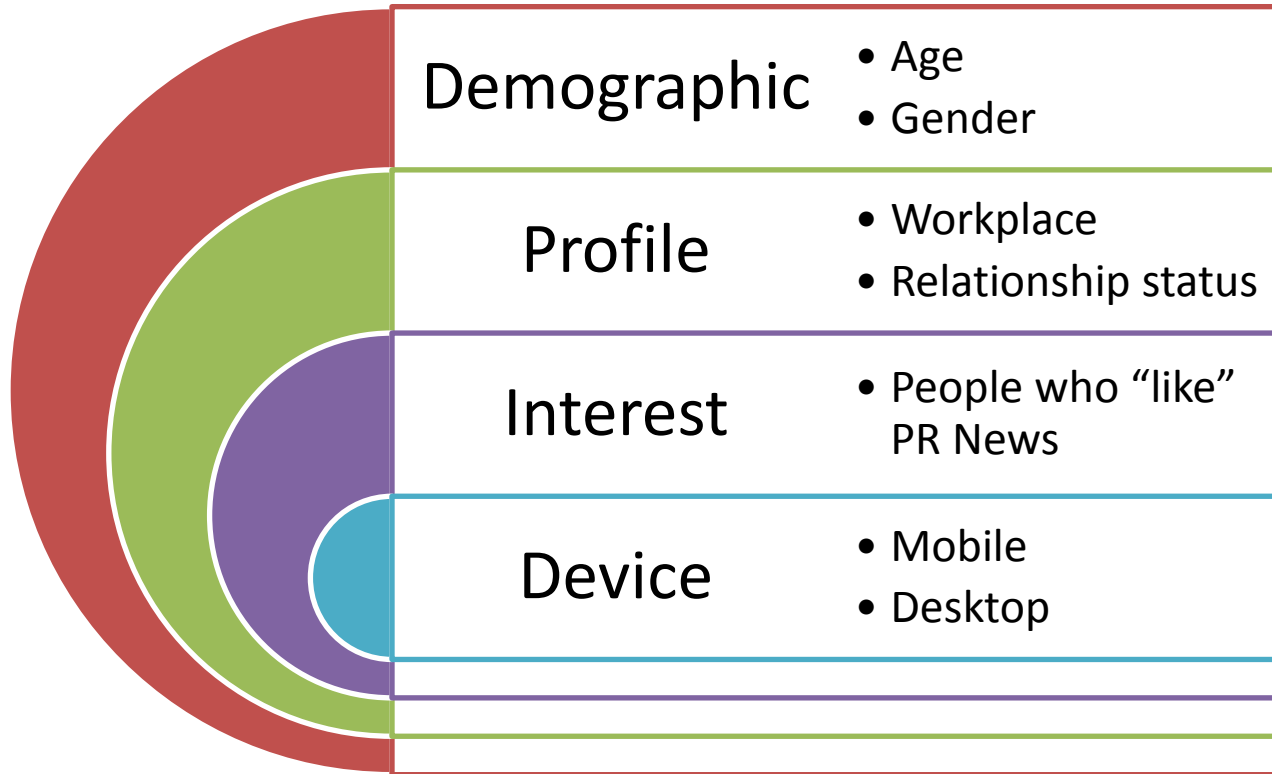 Demographic
• Age
• Gender
Profile
• Workplace
• Relationship status
Interest
• People who “like”
PR News
Device
• Mobile
• Desktop